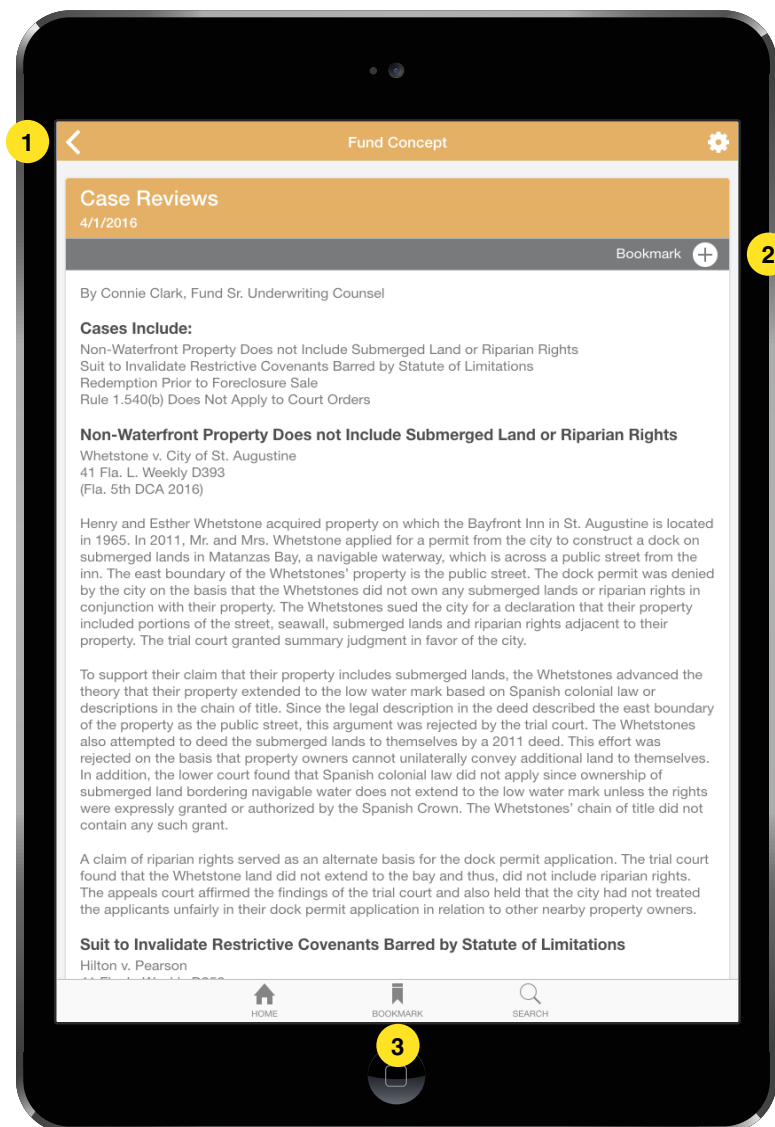 1
Fund Concept
Case Reviews
4/1/2016
Bookmark
2
By Connie Clark, Fund Sr. Underwriting Counsel
Cases Include:
Non-Waterfront Property Does not Include Submerged Land or Riparian Rights
Suit to Invalidate Restrictive Covenants Barred by Statute of Limitations
Redemption Prior to Foreclosure Sale
Rule 1.540(b) Does Not Apply to Court Orders
Non-Waterfront Property Does not Include Submerged Land or Riparian Rights
Whetstone v. City of St. Augustine
41 Fla. L. Weekly D393
(Fla. 5th DCA 2016)
Henry and Esther Whetstone acquired property on which the Bayfront Inn in St. Augustine is located
in 1965. In 2011, Mr. and Mrs. Whetstone applied for a permit from the city to construct a dock on
submerged lands in Matanzas Bay, a navigable waterway, which is across a public street from the
inn. The east boundary of the Whetstones' property is the public street. The dock permit was denied
by the city on the basis that the Whetstones did not own any submerged lands or riparian rights in
conjunction with their property. The Whetstones sued the city for a declaration that their property
included portions of the street, seawall, submerged lands and riparian rights adjacent to their
property. The trial court granted summary judgment in favor of the city.
To support their claim that their property includes submerged lands, the Whetstones advanced the
theory that their property extended to the low water mark based on Spanish colonial law or
descriptions in the chain of title. Since the legal description in the deed described the east boundary
of the property as the public street, this argument was rejected by the trial court. The Whetstones
also attempted to deed the submerged lands to themselves by a 2011 deed. This effort was
rejected on the basis that property owners cannot unilaterally convey additional land to themselves.
In addition, the lower court found that Spanish colonial law did not apply since ownership of
submerged land bordering navigable water does not extend to the low water mark unless the rights
were expressly granted or authorized by the Spanish Crown. The Whetstones' chain of title did not
contain any such grant.
A claim of riparian rights served as an alternate basis for the dock permit application. The trial court
found that the Whetstone land did not extend to the bay and thus, did not include riparian rights.
The appeals court affirmed the findings of the trial court and also held that the city had not treated
the applicants unfairly in their dock permit application in relation to other nearby property owners.
Suit to Invalidate Restrictive Covenants Barred by Statute of Limitations
Hilton v. Pearson
HOME
BOOKMARK
SEARCH
3